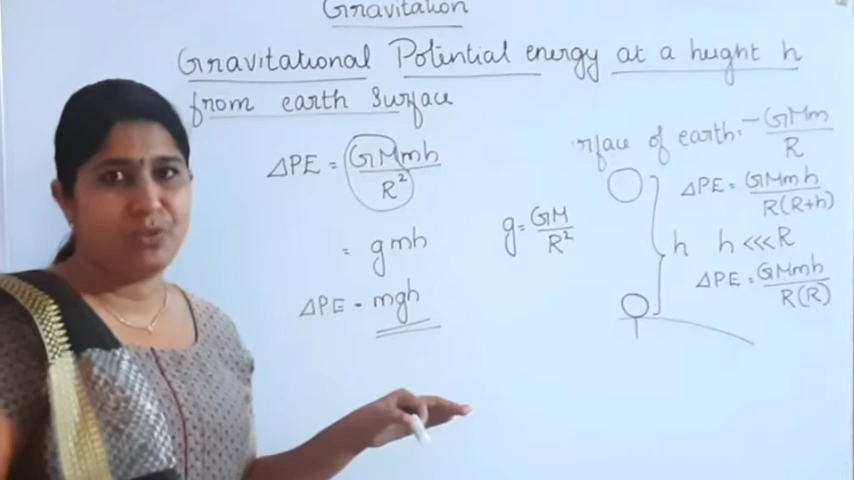 Gravitation
Gravitational Potential energy at a height h
from earth surface
ΔPE = GMmh/R²
= gmh
ΔPE = mgh
g = GM/R²
rface of earth: -GMm/R
ΔPE = GMmh/R(R+h)
h h <<< R
ΔPE = GMmh/R(R)